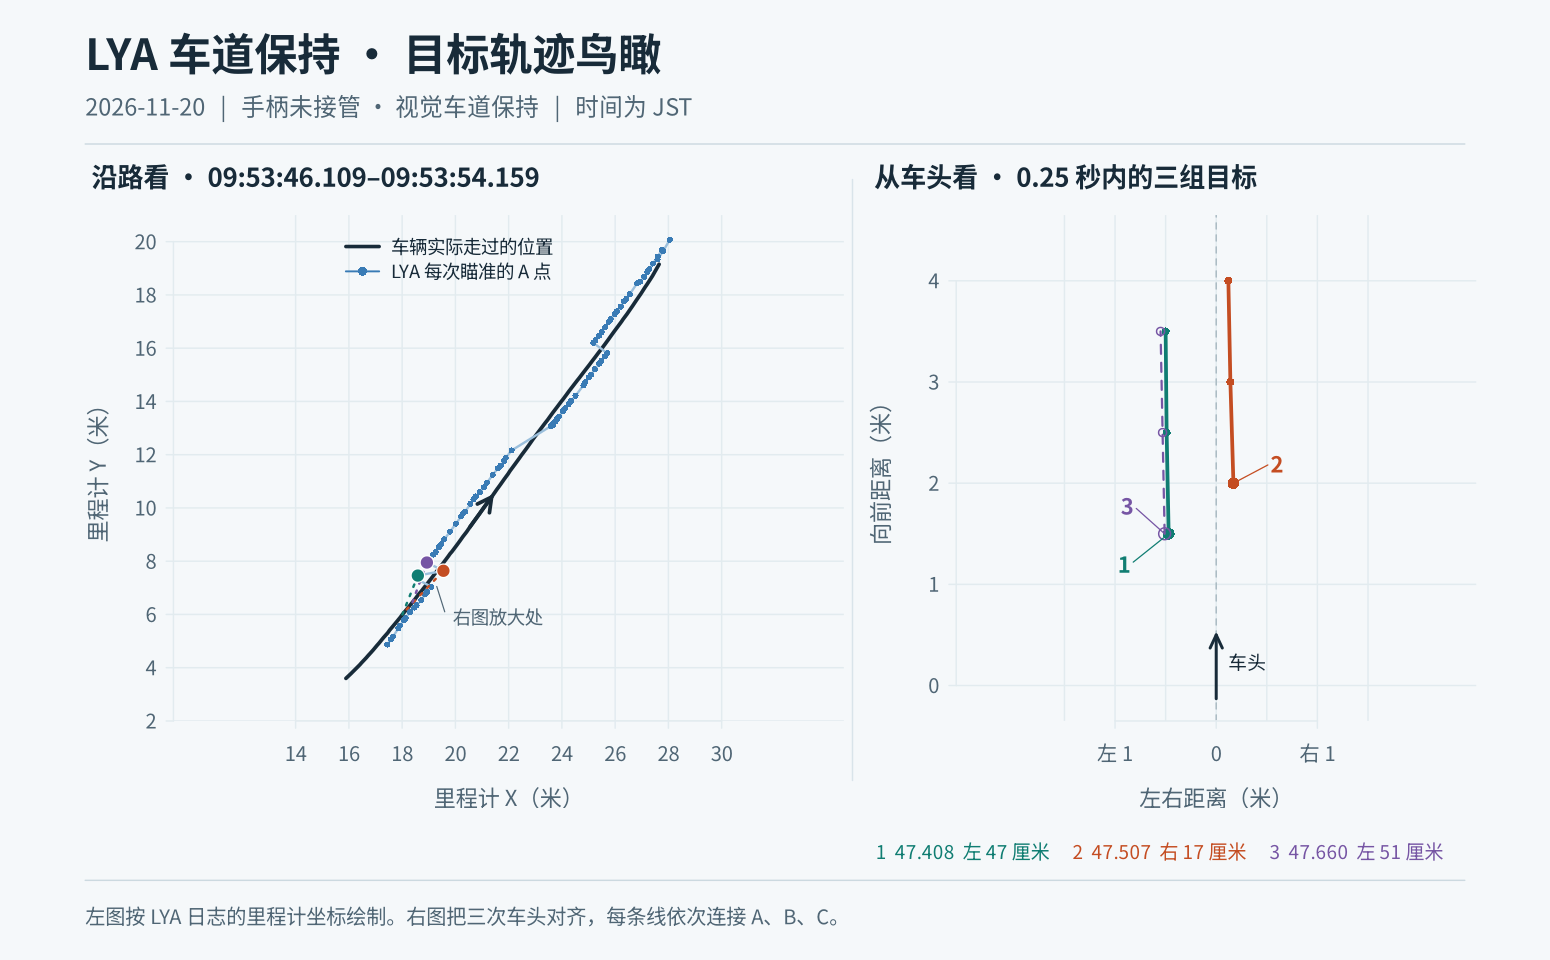 LYA 车道保持 · 目标轨迹鸟瞰
2026-11-20 | 手柄未接管 · 视觉车道保持 | 时间为 JST
沿路看 · 09:53:46.109–09:53:54.159
车辆实际走过的位置
LYA 每次瞄准的 A 点
20
18
16
14
12
10
8
6
4
2
里程计 Y（米）
右图放大处
14 16 18 20 22 24 26 28 30
里程计 X（米）
从车头看 · 0.25 秒内的三组目标
4
3
2
1
0
向前距离（米）
2
3
1
车头
左 1 0 右 1
左右距离（米）
1 47.408 左 47 厘米 2 47.507 右 17 厘米 3 47.660 左 51 厘米
左图按 LYA 日志的里程计坐标绘制。右图把三次车头对齐，每条线依次连接 A、B、C。